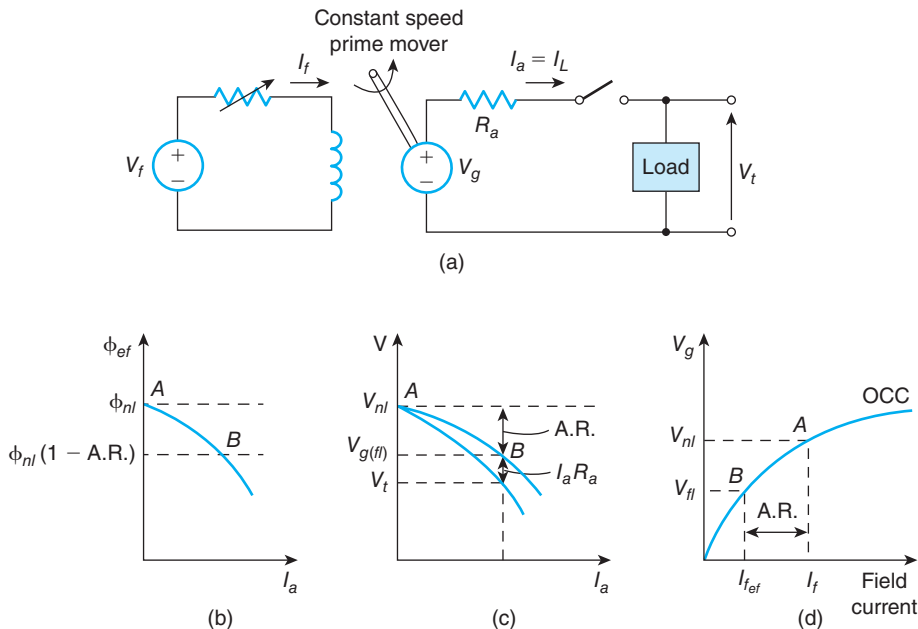 Constant speed
prime mover
I_f
I_a = I_L
R_a
V_f
+
−
+
−
V_g
Load
V_t
(a)
ϕ_ef
A
ϕ_nl
B
ϕ_nl (1 − A.R.)
I_a
(b)
V
A
V_nl
A.R.
V_g(fl)
B
I_a R_a
V_t
I_a
(c)
V_g
OCC
A
V_nl
B
V_fl
A.R.
I_f_ef
I_f
Field
current
(d)